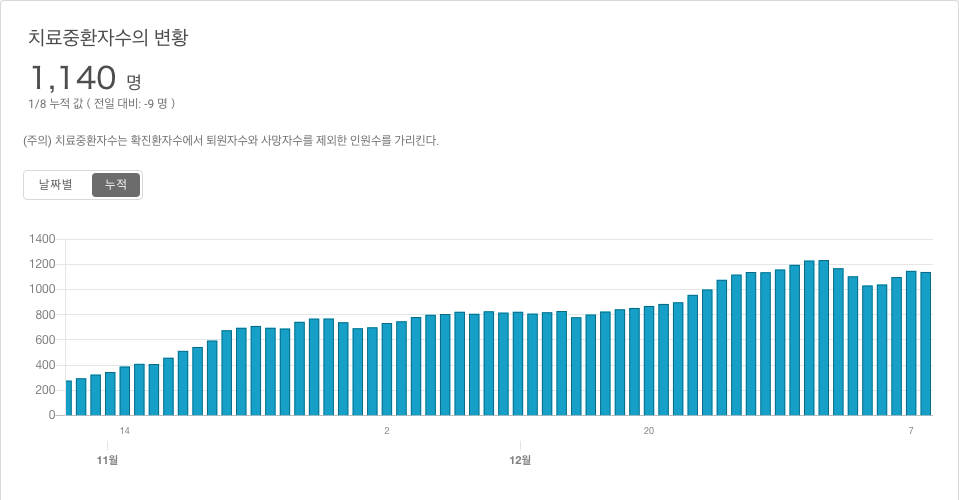 치료중환자수의 변황
1,140 명
1/8 누적 값 ( 전일 대비: -9 명 )
(주의) 치료중환자수는 확진환자수에서 퇴원자수와 사망자수를 제외한 인원수를 가리킨다.
날짜별 누적
1400
1200
1000
800
600
400
200
0
14 2 20 7
11월 12월